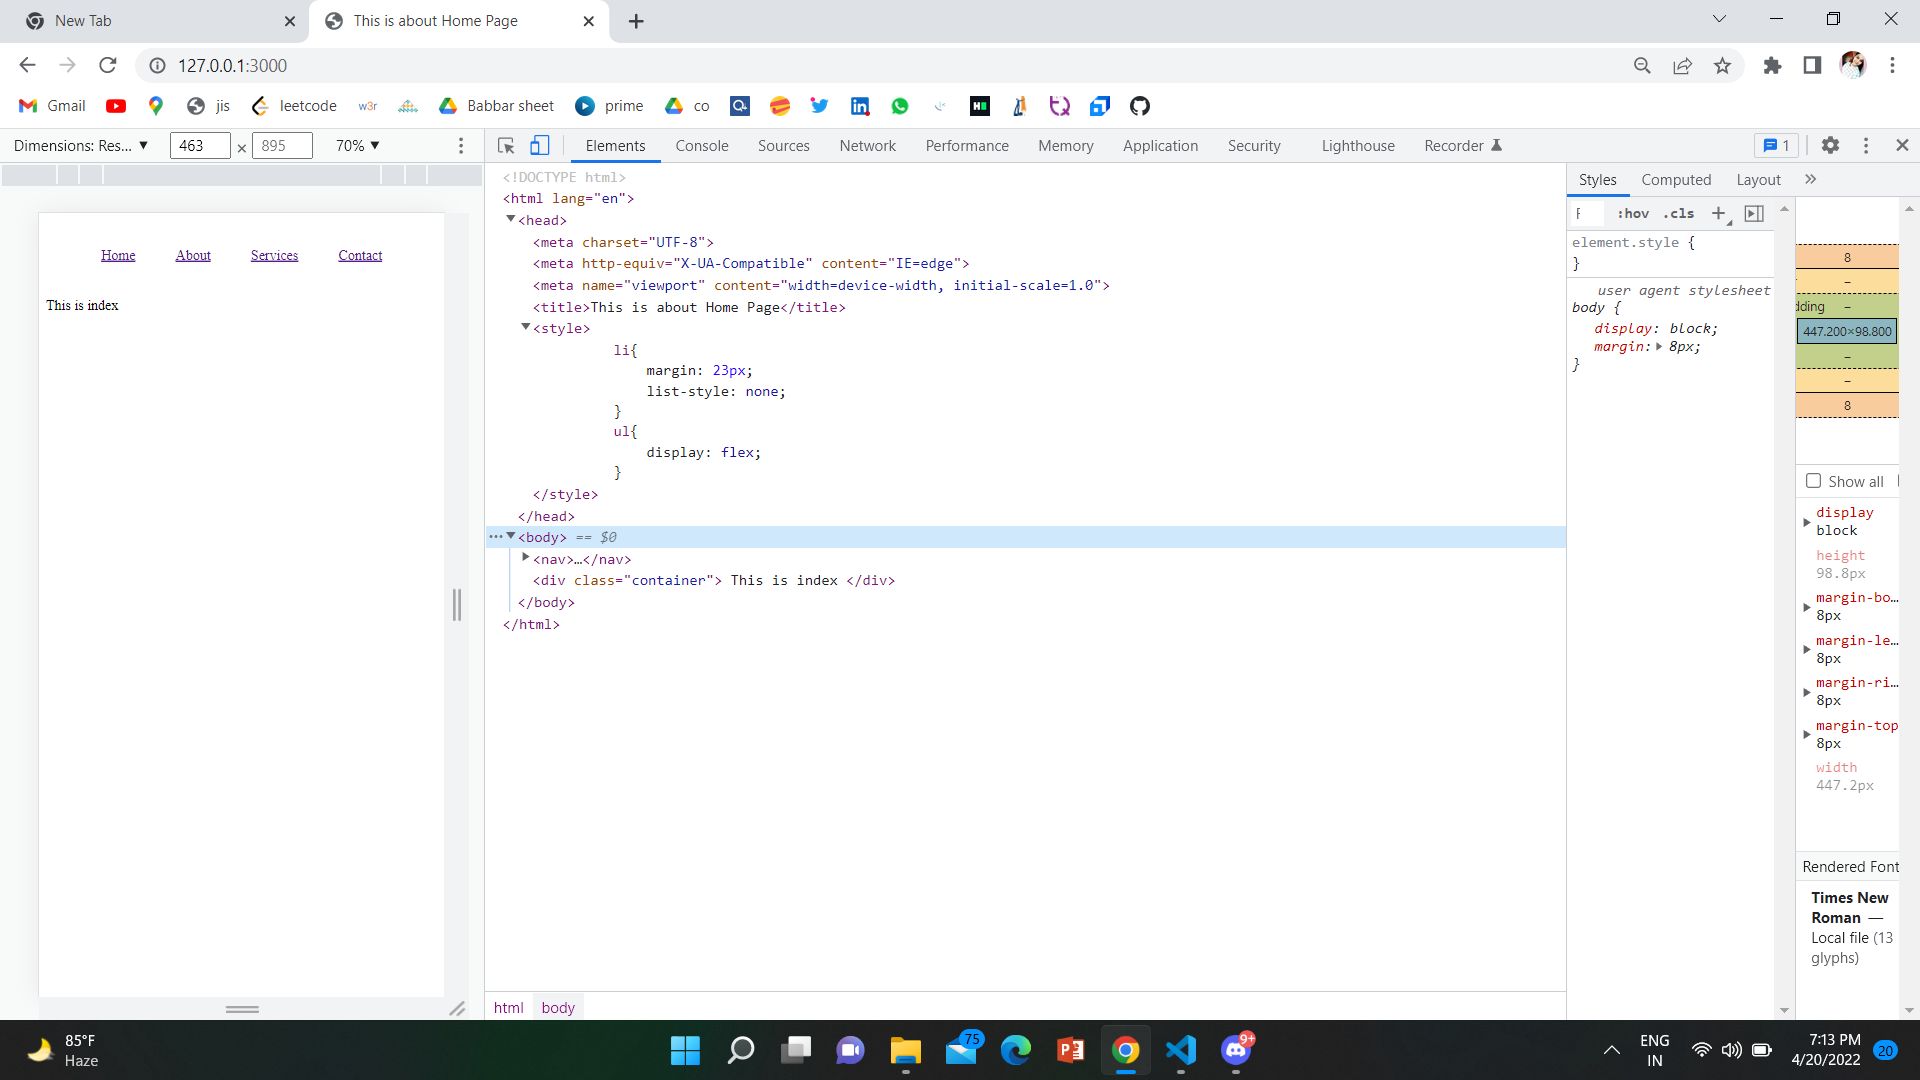 New Tab
This is about Home Page
127.0.0.1:3000
Gmail
jis
leetcode
w3r
Babbar sheet
prime
co
Dimensions: Res... ▼ 463 × 895 70% ▼
Elements Console Sources Network Performance Memory Application Security Lighthouse Recorder 1
Home About Services Contact
This is index
<!DOCTYPE html>
<html lang="en">
<head>
<meta charset="UTF-8">
<meta http-equiv="X-UA-Compatible" content="IE=edge">
<meta name="viewport" content="width=device-width, initial-scale=1.0">
<title>This is about Home Page</title>
<style>
li{
margin: 23px;
list-style: none;
}
ul{
display: flex;
}
</style>
</head>
<body> == $0
<nav>…</nav>
<div class="container"> This is index </div>
</body>
</html>
html body
Styles Computed Layout »
F :hov .cls +
element.style {
}
user agent stylesheet
body {
display: block;
margin: 8px;
}
8
–
dding –
447.200×98.800
–
–
8
Show all
display
block
height
98.8px
margin-bo…
8px
margin-le…
8px
margin-ri…
8px
margin-top
8px
width
447.2px
Rendered Font
Times New
Roman —
Local file (13
glyphs)
85°F
Haze
75
9+
ENG
IN
7:13 PM
4/20/2022
20